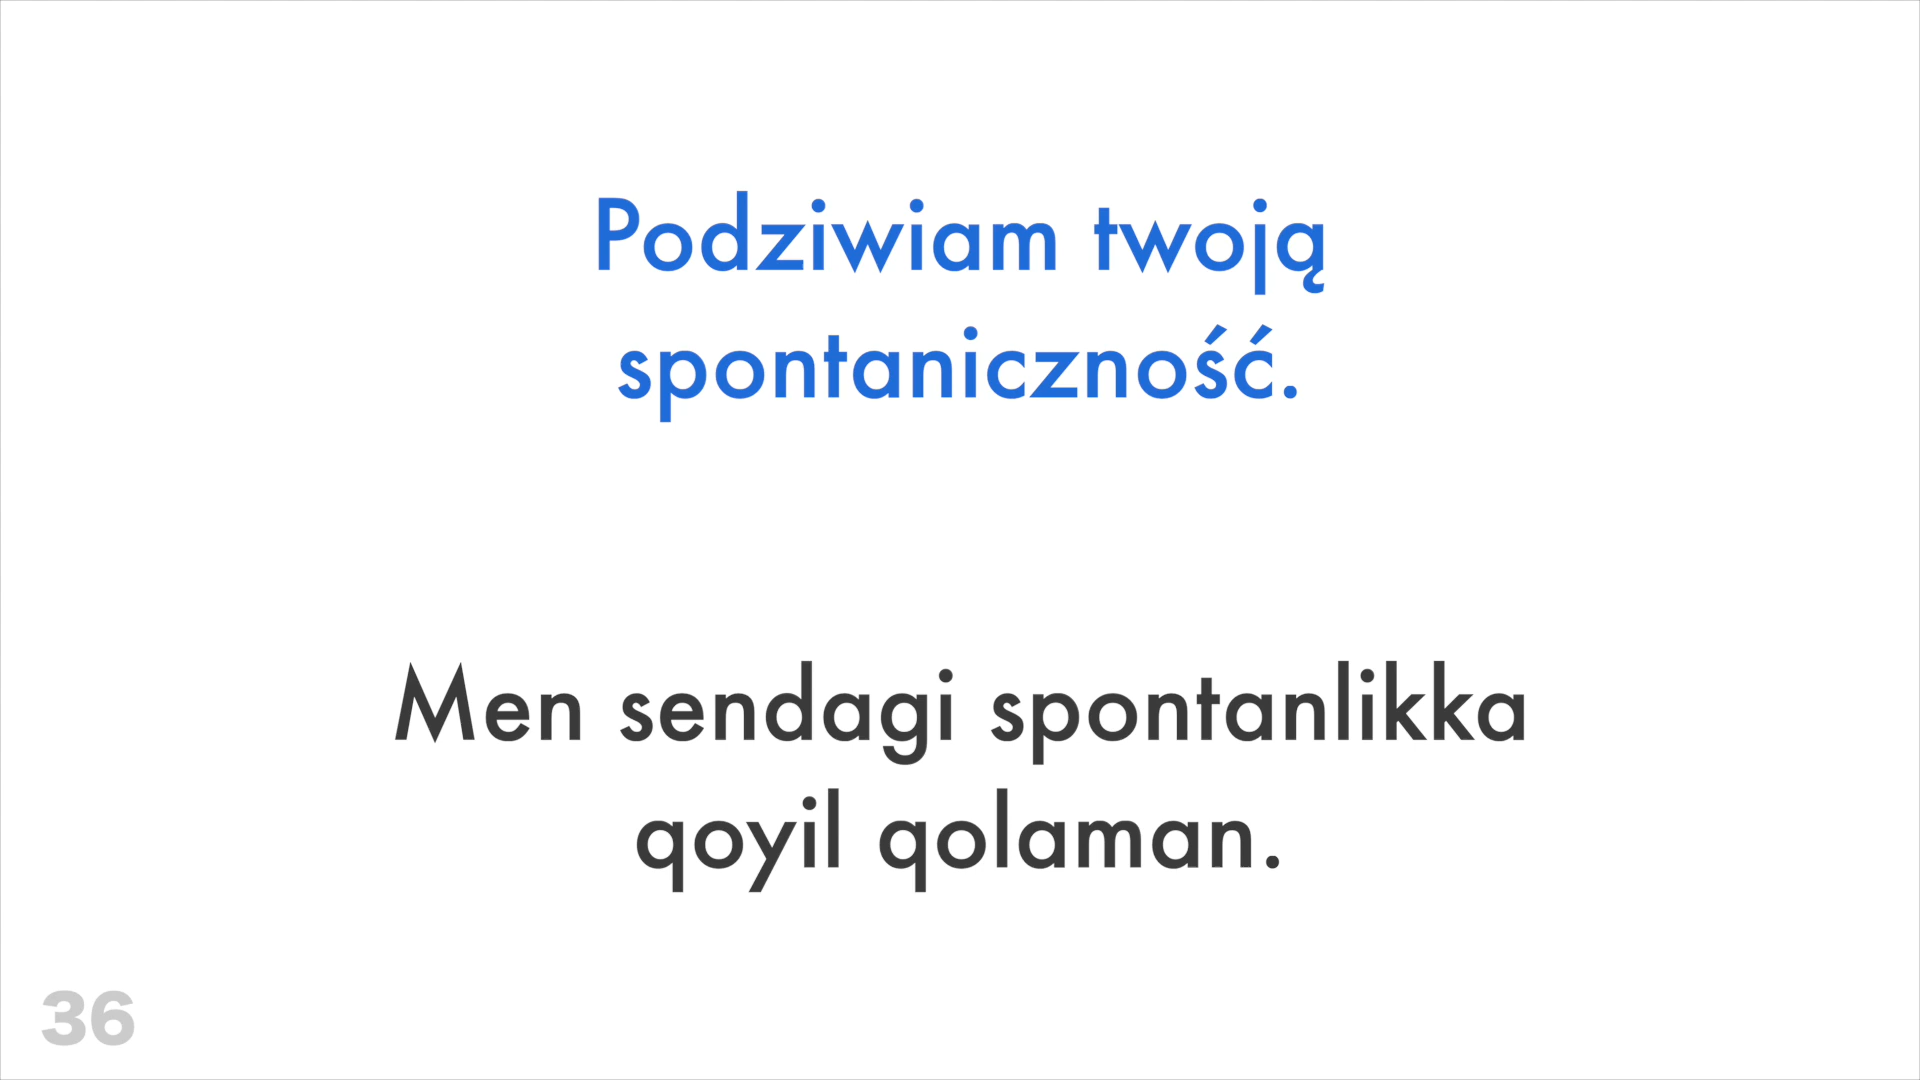 Podziwiam twoją
spontaniczność.
Men sendagi spontanlikka
qoyil qolaman.
36